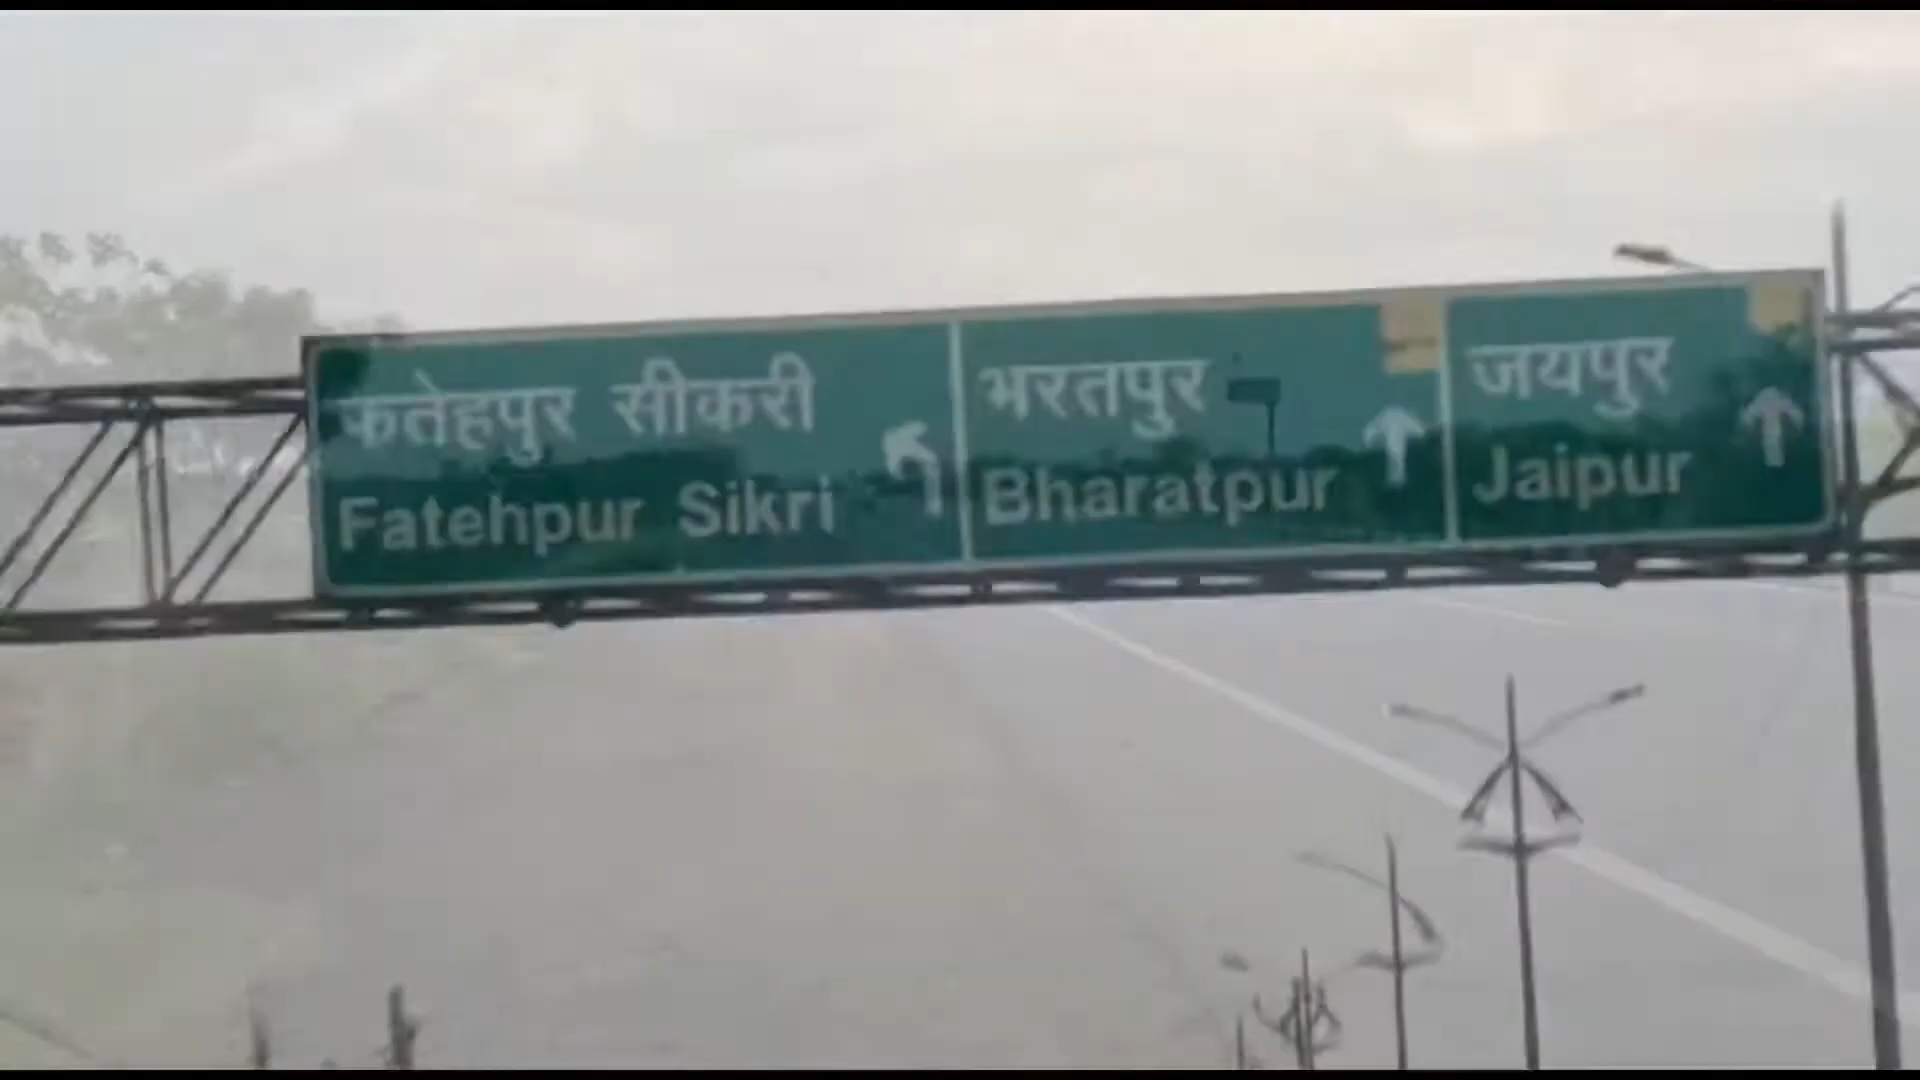 फतेहपुर सीकरी
Fatehpur Sikri
भरतपुर
Bharatpur
जयपुर
Jaipur